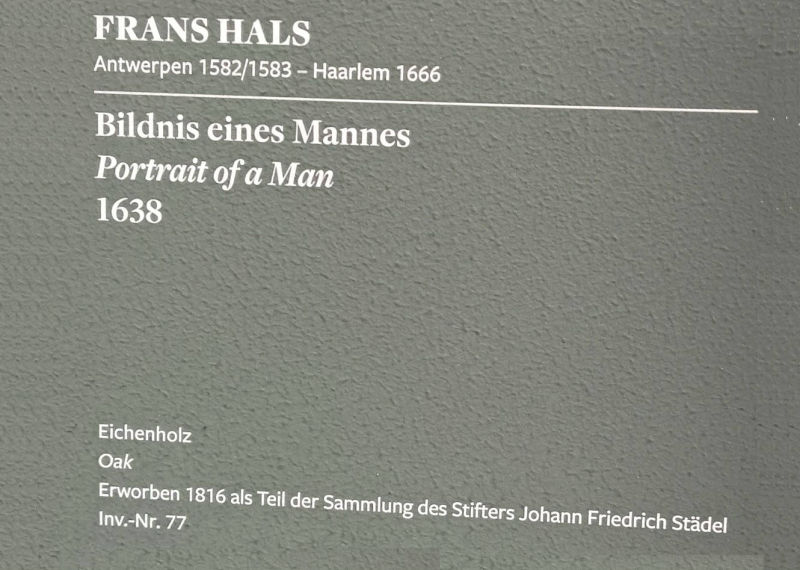 FRANS HALS
Antwerpen 1582/1583 – Haarlem 1666
Bildnis eines Mannes
Portrait of a Man
1638
Eichenholz
Oak
Erworben 1816 als Teil der Sammlung des Stifters Johann Friedrich Städel
Inv.-Nr. 77